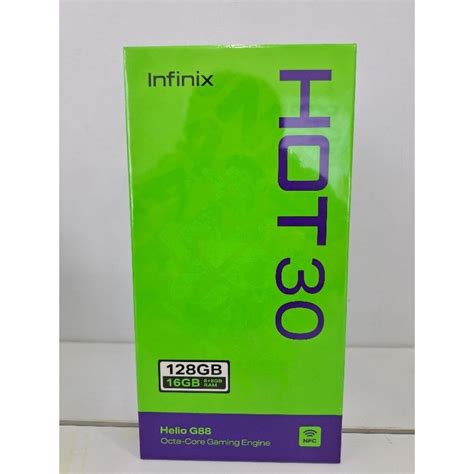 Infinix
HOT 30
128GB
16GB 8+8GB RAM
Helio G88
Octa-Core Gaming Engine
NFC